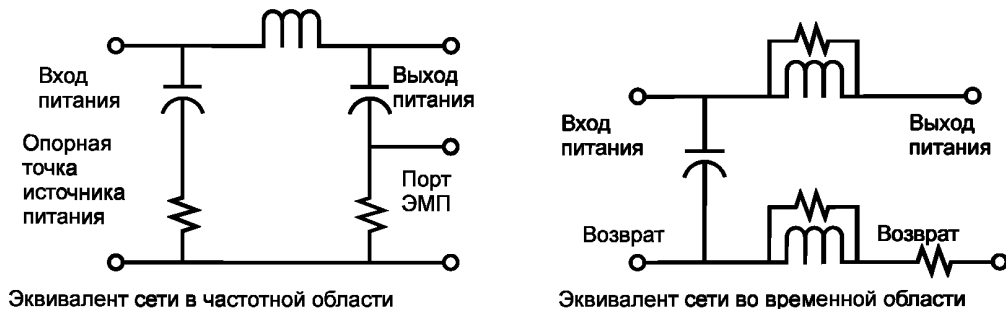 Вход
питания
Выход
питания
Опорная
точка
источника
питания
Порт
ЭМП
Эквивалент сети в частотной области
Вход
питания
Выход
питания
Возврат
Возврат
Эквивалент сети во временной области